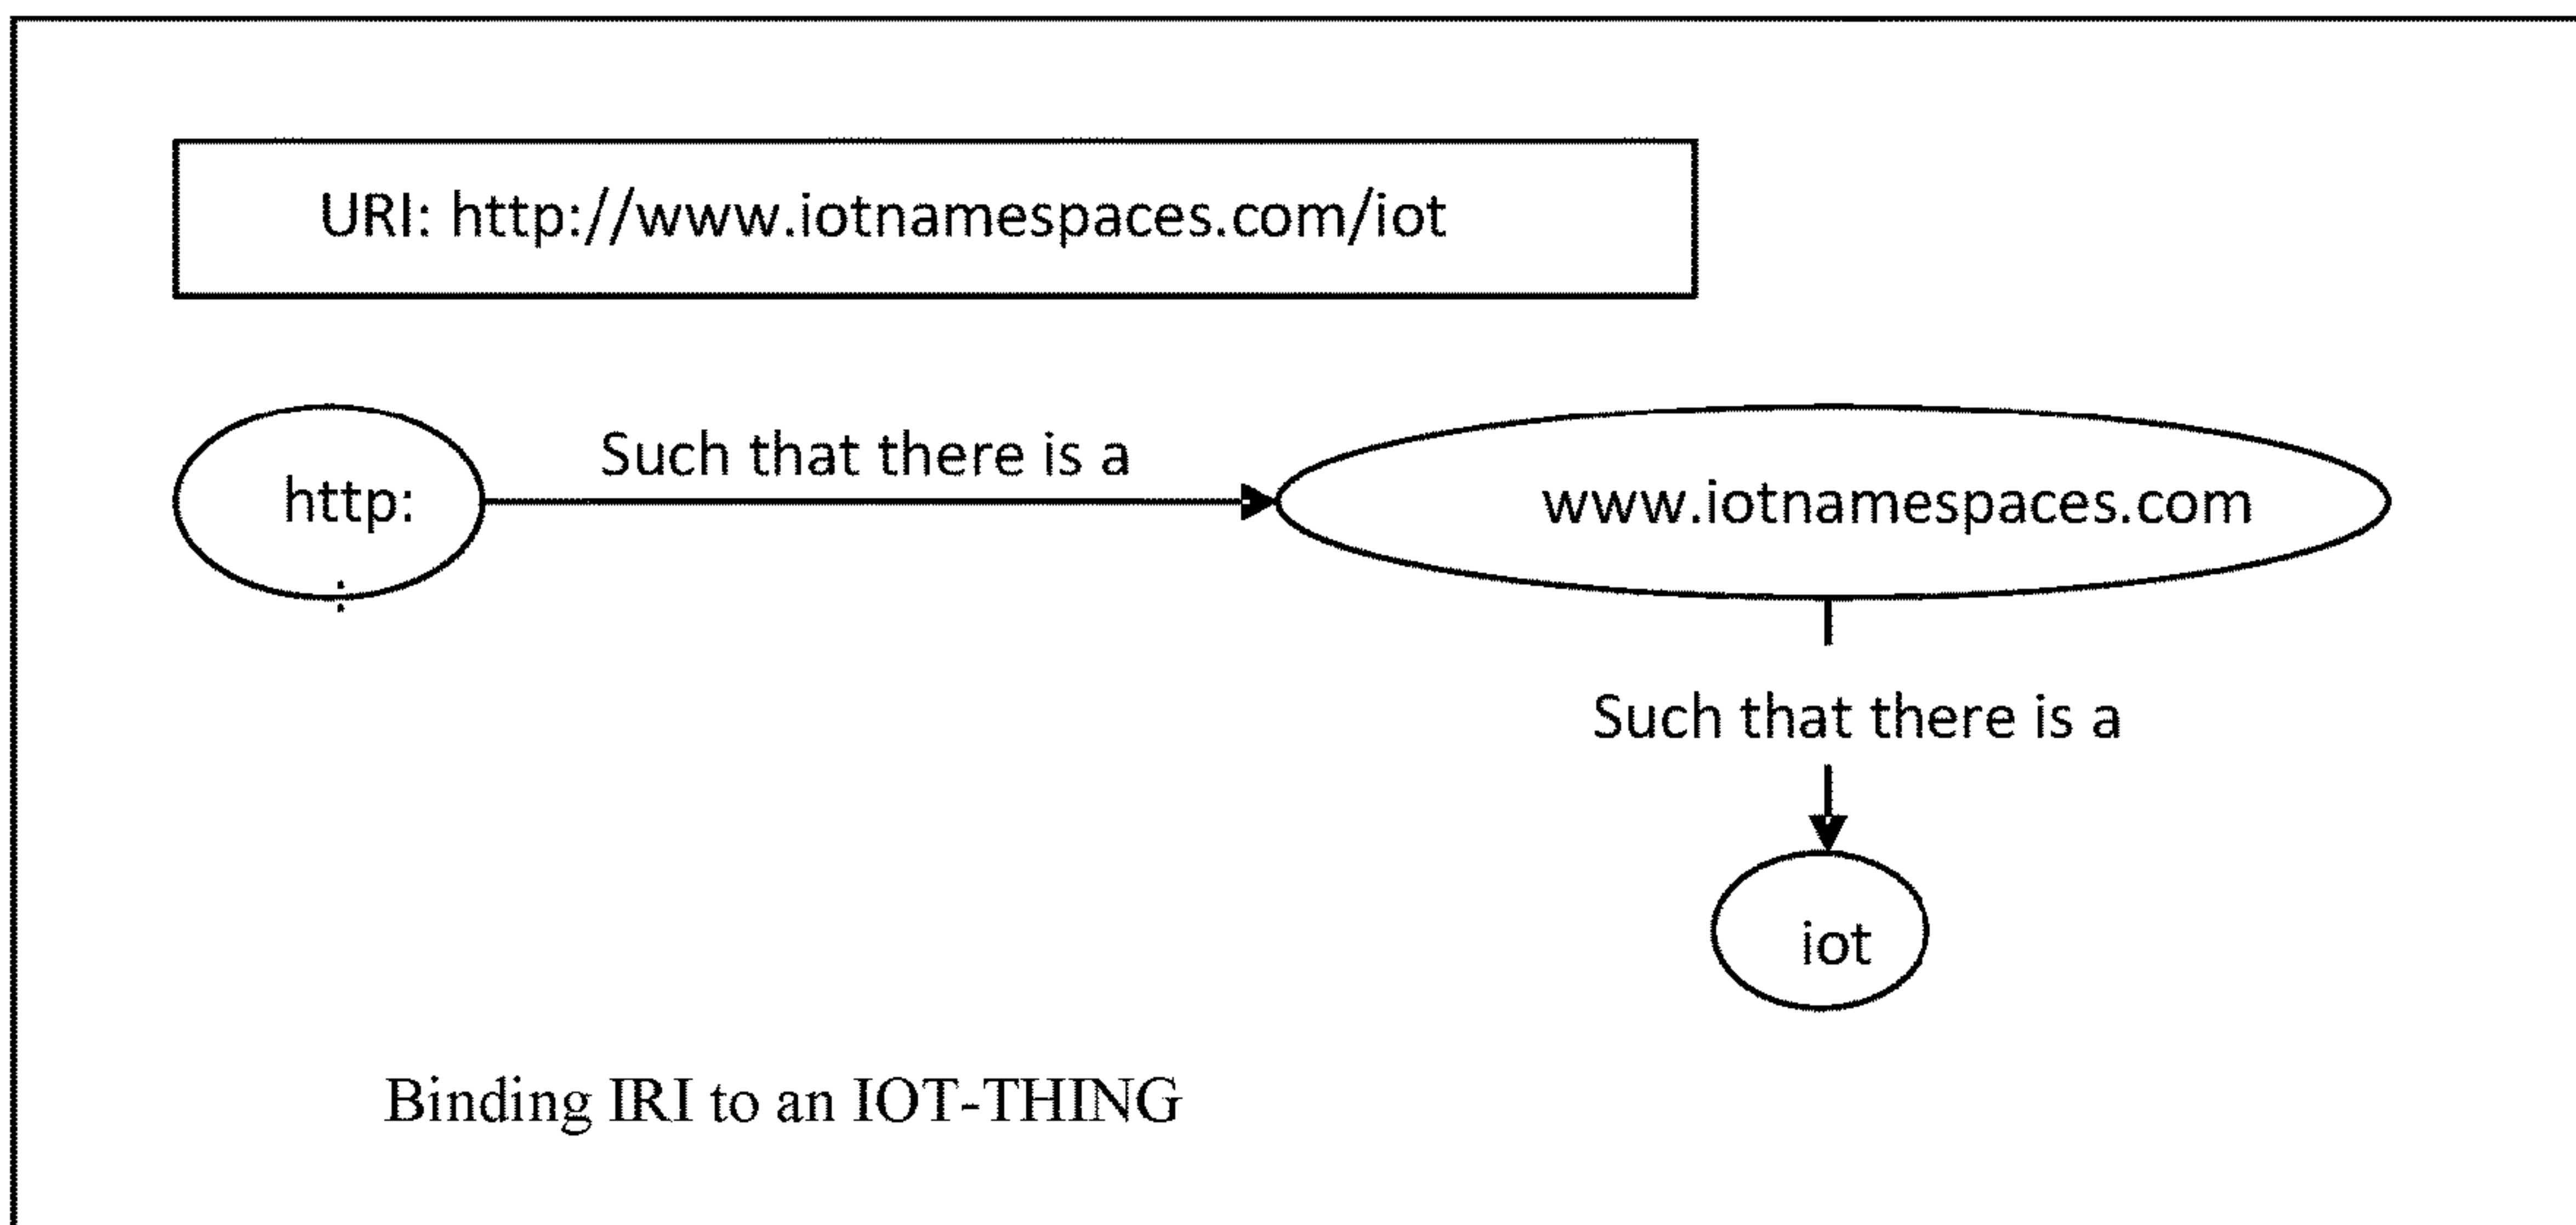 URI: http://www.iotnamespaces.com/iot
Such that there is a
http:
www.iotnamespaces.com
:
Such that there is a
iot
Binding IRI to an IOT-THING